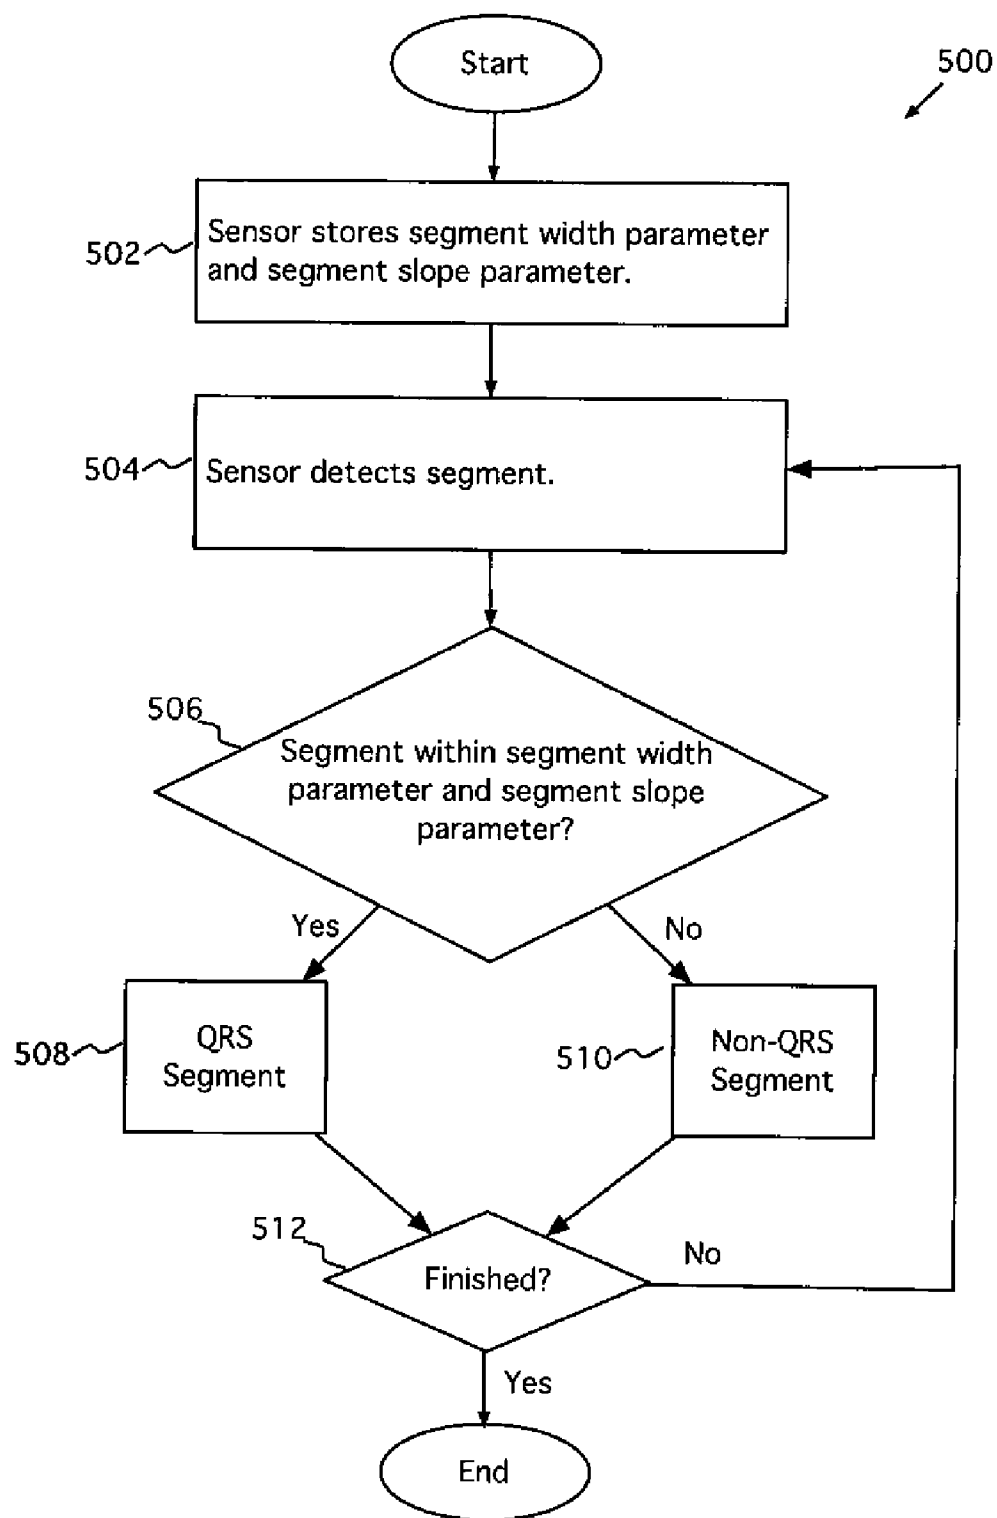 Start
500
502
Sensor stores segment width parameter
and segment slope parameter.
504
Sensor detects segment.
506
Segment within segment width
parameter and segment slope
parameter?
Yes
No
508
QRS
Segment
510
Non-QRS
Segment
512
Finished?
No
Yes
End